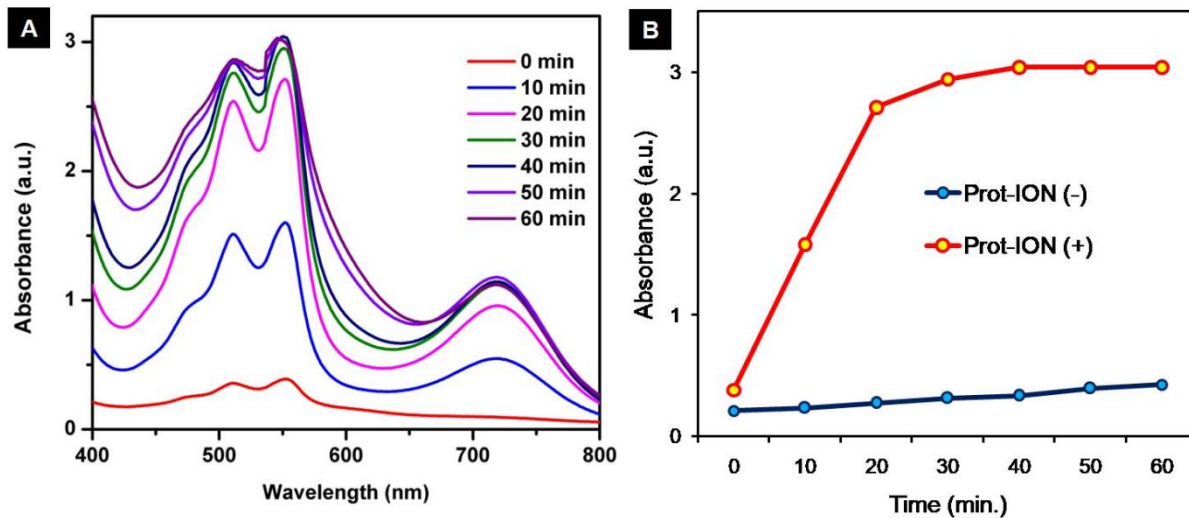 A
Absorbance (a.u.)
3
2
1
0
400
500
600
700
800
Wavelength (nm)
0 min
10 min
20 min
30 min
40 min
50 min
60 min
B
Absorbance (a.u.)
3
2
1
0
0
10
20
30
40
50
60
Time (min.)
Prot-ION (-)
Prot-ION (+)